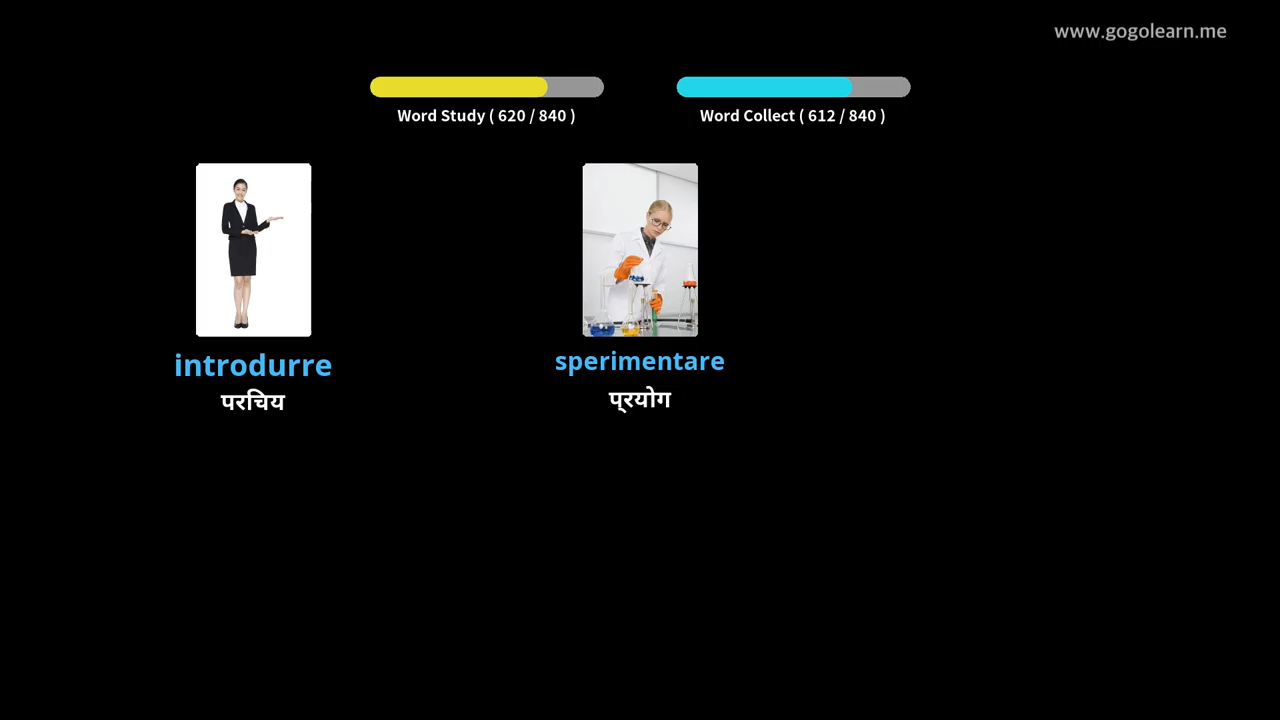 www.gogolearn.me
Word Study ( 620 / 840 )
Word Collect ( 612 / 840 )
introdurre
परिचय
sperimentare
प्रयोग